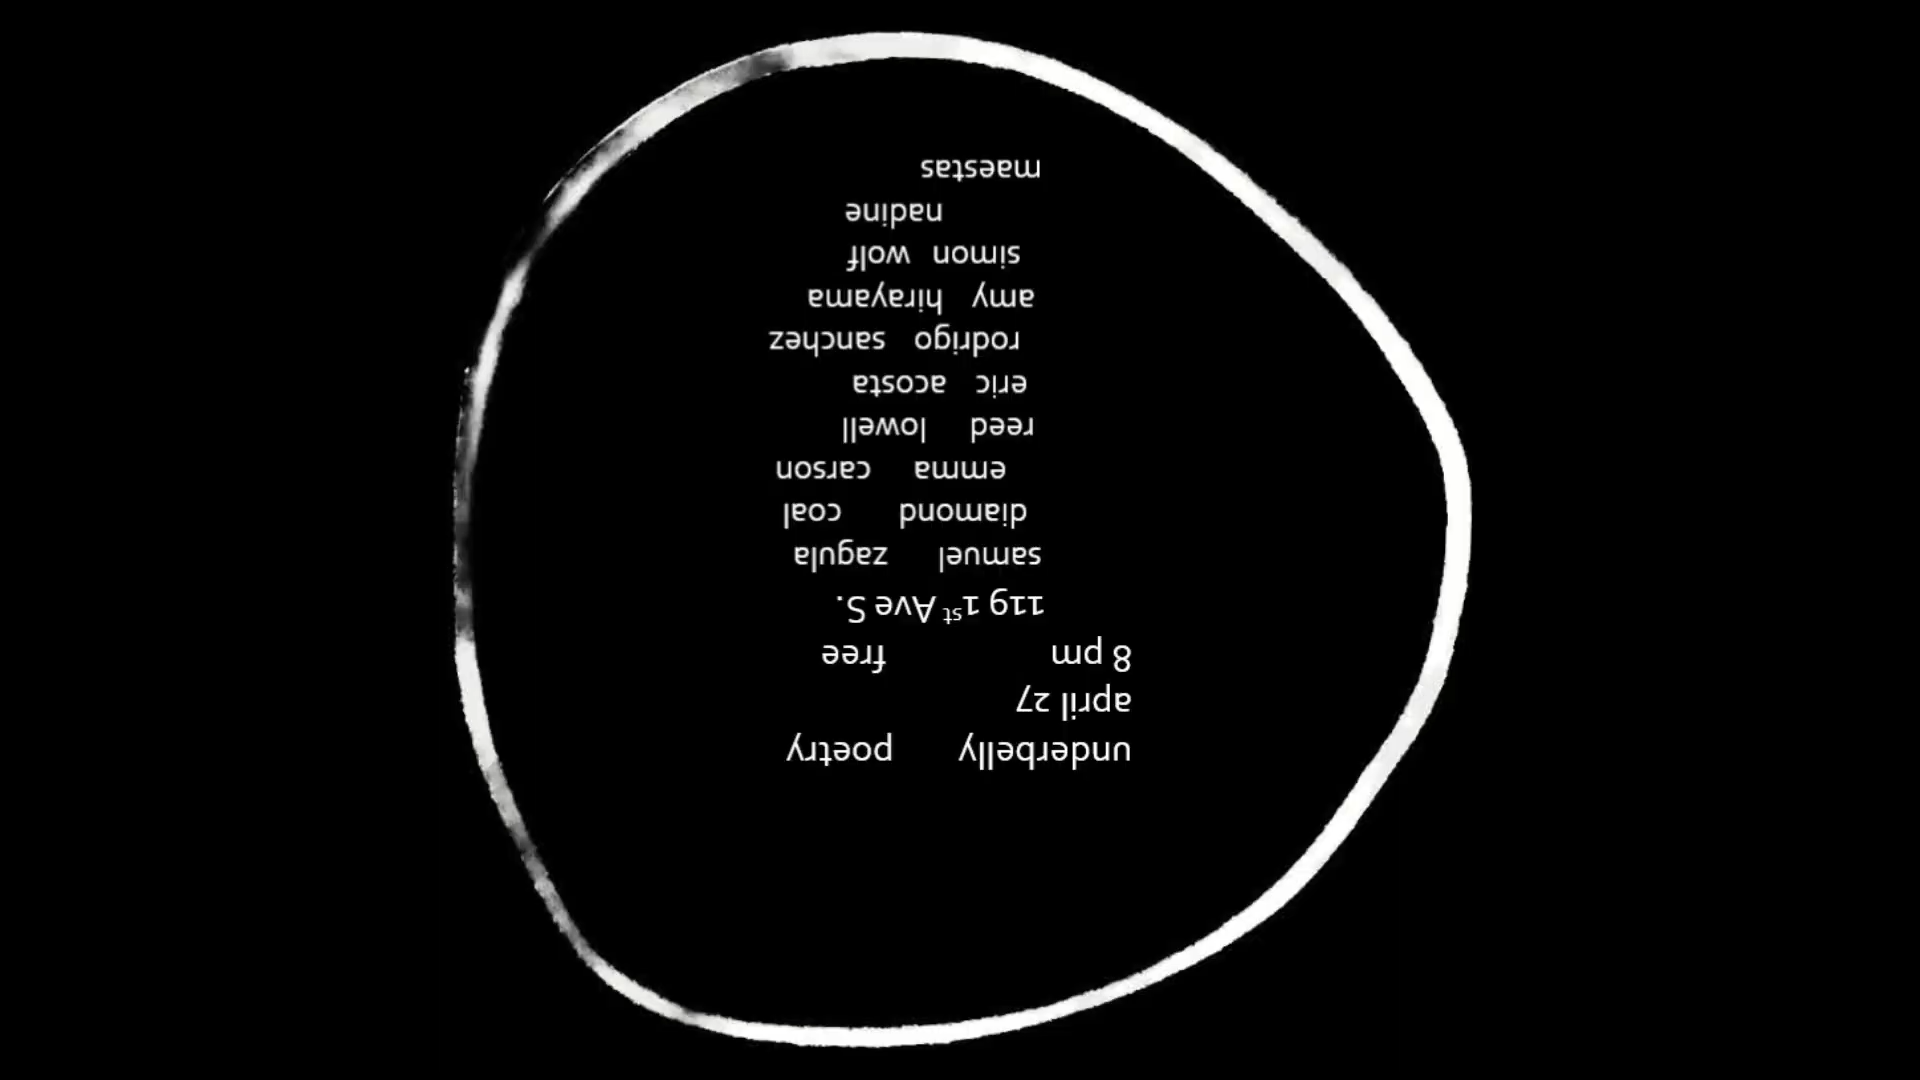 underbelly poetry
april 27
8 pm free
119 1st Ave S.
samuel zagula
diamond coal
emma carson
reed lowell
eric acosta
rodrigo sanchez
amy hirayama
simon wolf
nadine
maestas